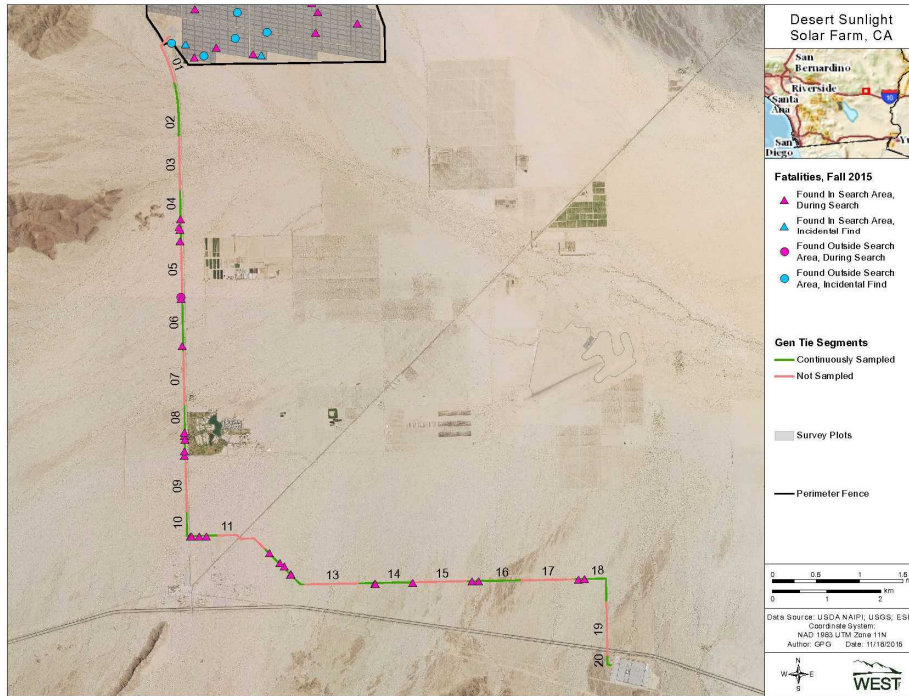 Desert Sunlight
Solar Farm, CA
San
Bernardino
Riverside
Santa
Ana
10
San
Diego
Yu
Fatalities, Fall 2015
Found In Search Area,
During Search
Found In Search Area,
Incidental Find
Found Outside Search
Area, During Search
Found Outside Search
Area, Incidental Find
Gen Tie Segments
Continuously Sampled
Not Sampled
Survey Plots
Perimeter Fence
0 0.5 1 1.5
km
0 1 2
Data Source: USDA NAIP; USGS; ESRI
Coordinate System:
NAD 1983 UTM Zone 11N
Author: GPG Date: 11/18/2015
N
W E
S
WEST
01
02
03
04
05
06
07
08
09
10
11
13
14
15
16
17
18
19
20